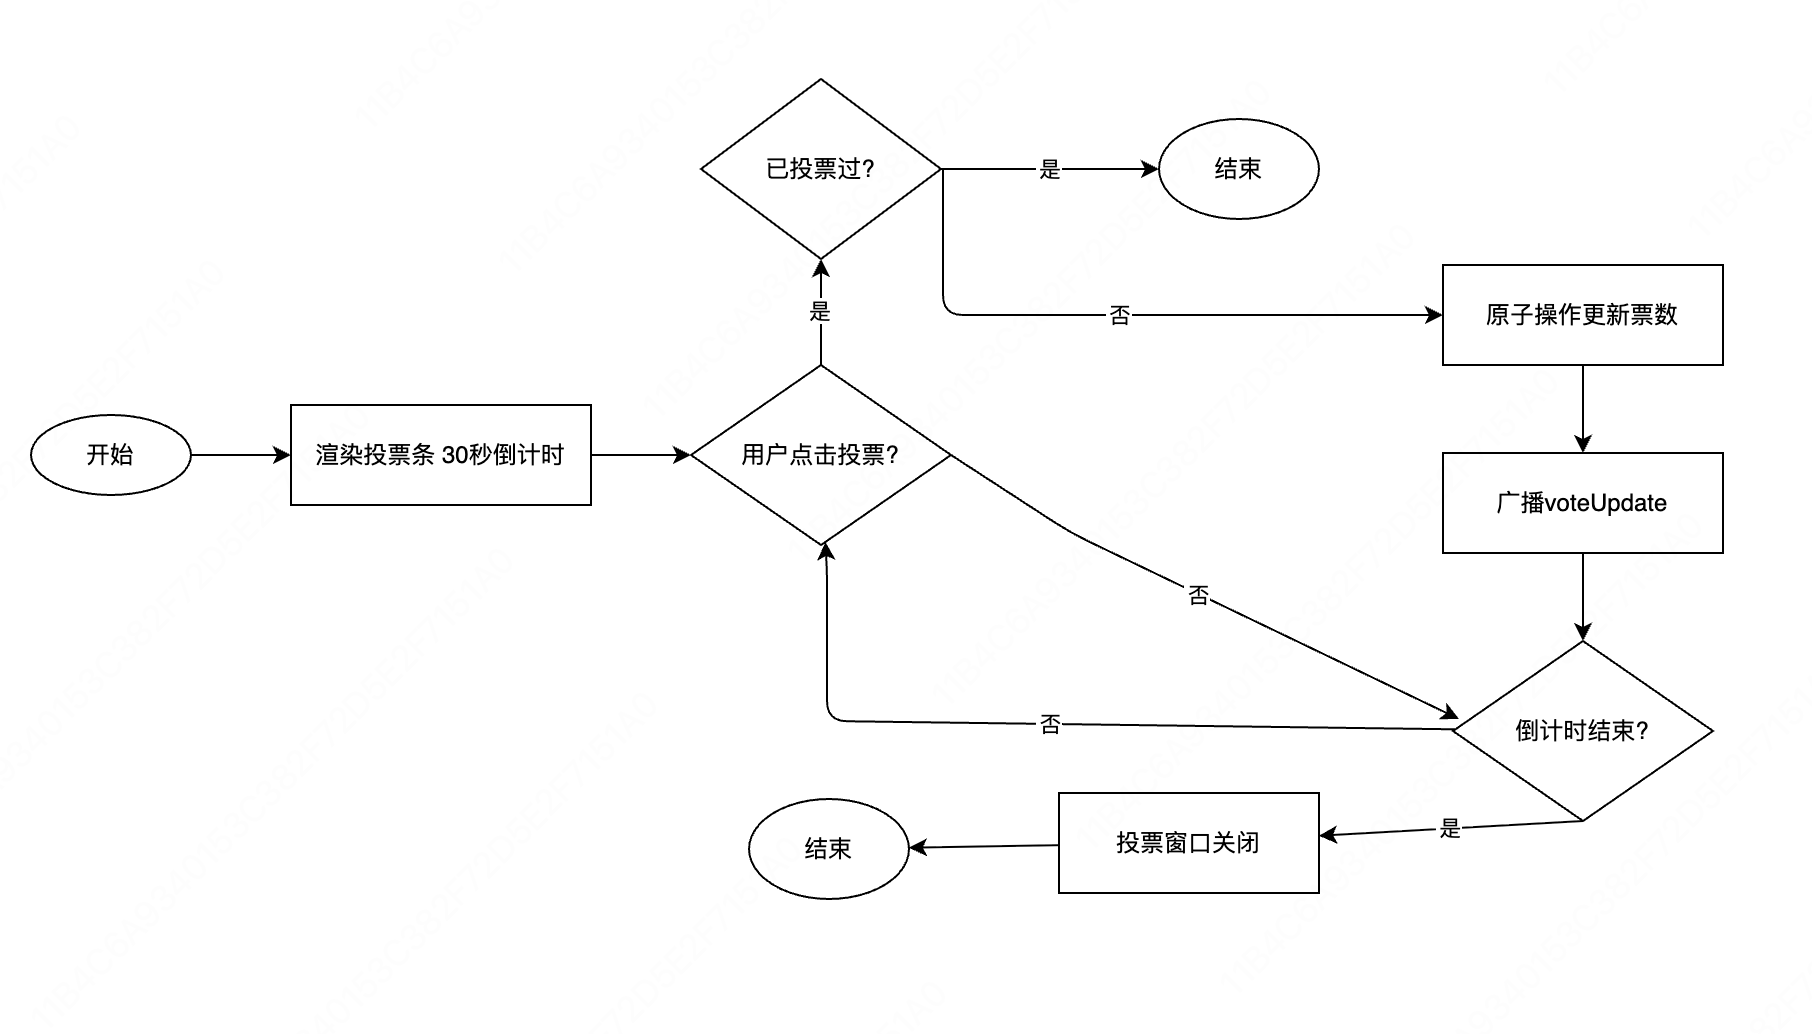 已投票过?
是
结束
是
否
原子操作更新票数
开始
渲染投票条 30秒倒计时
用户点击投票?
广播voteUpdate
否
否
倒计时结束?
是
投票窗口关闭
结束